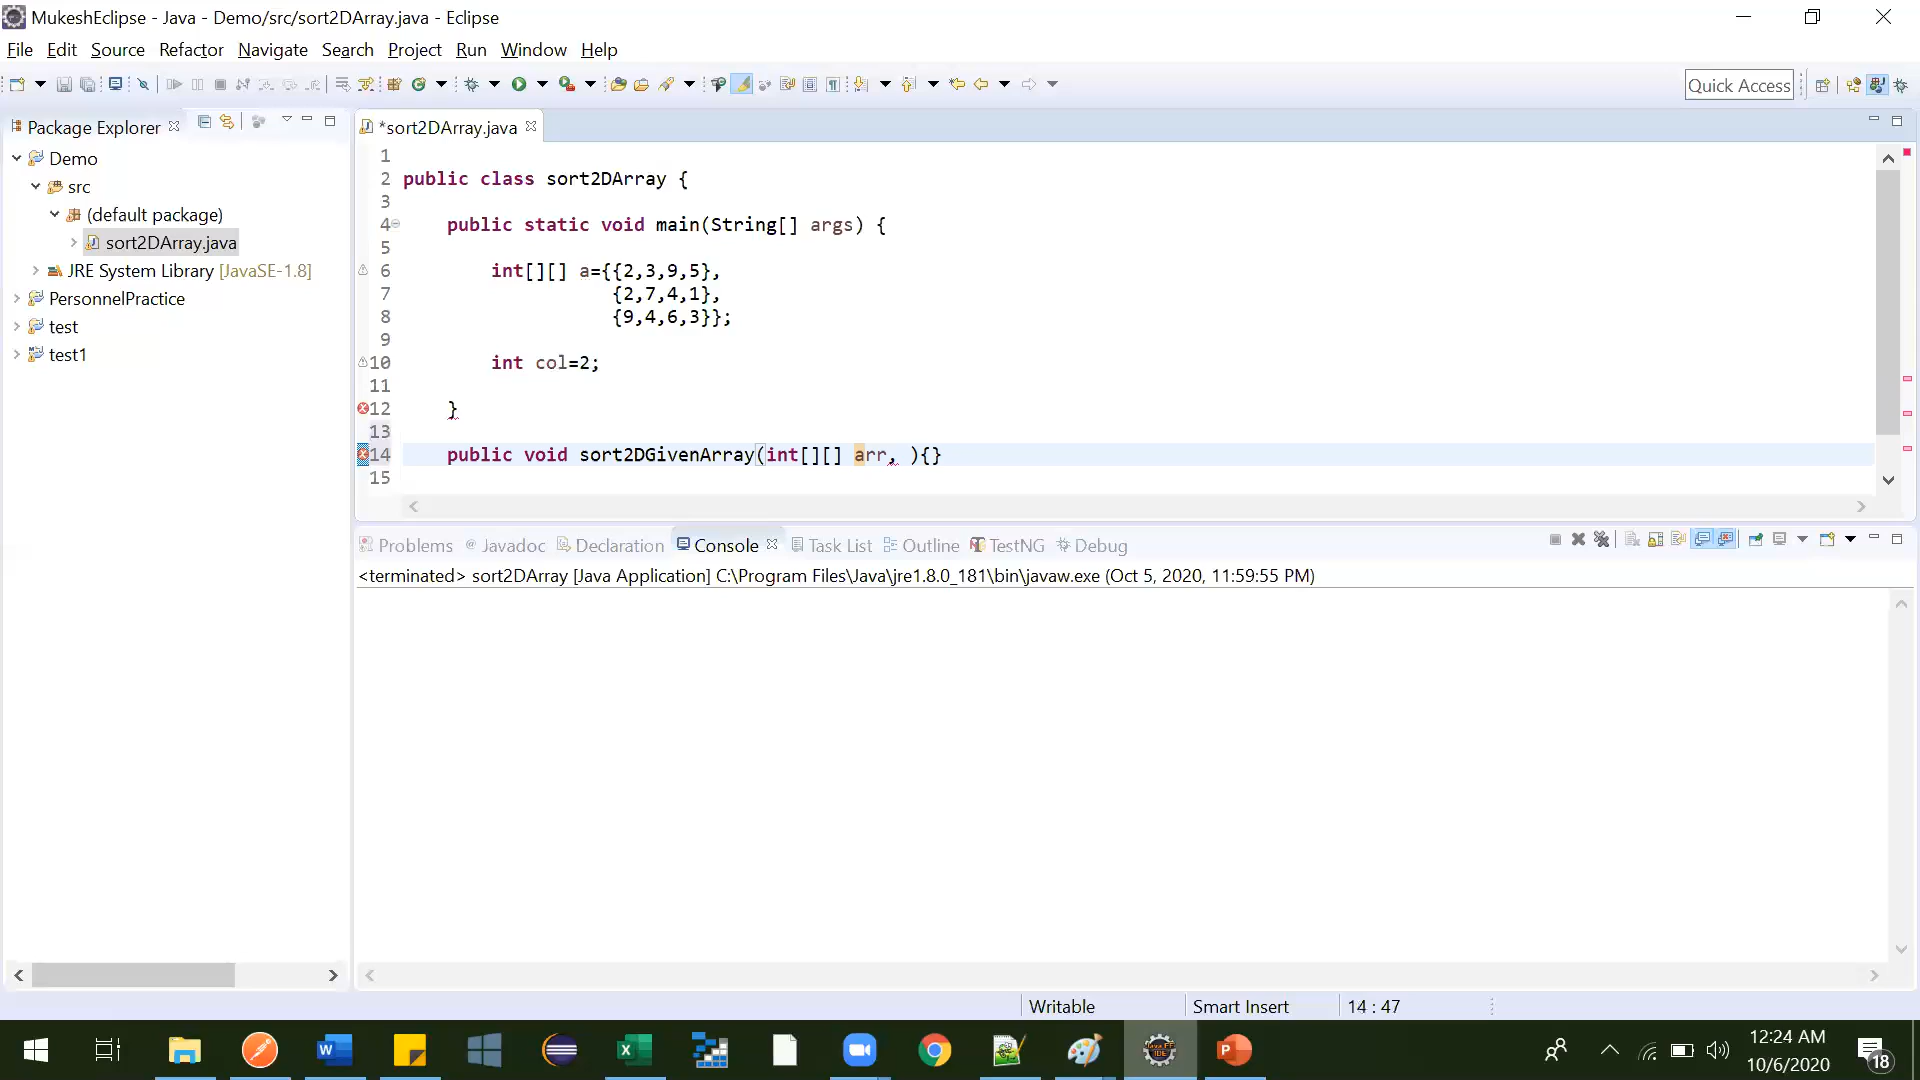 MukeshEclipse - Java - Demo/src/sort2DArray.java - Eclipse
File Edit Source Refactor Navigate Search Project Run Window Help
Quick Access
Package Explorer
*sort2DArray.java
Demo
src
(default package)
sort2DArray.java
JRE System Library [JavaSE-1.8]
PersonnelPractice
test
test1
1
2 public class sort2DArray {
3
4 public static void main(String[] args) {
5
6 int[][] a={{2,3,9,5},
7 {2,7,4,1},
8 {9,4,6,3}};
9
10 int col=2;
11
12 }
13
14 public void sort2DGivenArray(int[][] arr, ){}
15
Problems Javadoc Declaration Console Task List Outline TestNG Debug
<terminated> sort2DArray [Java Application] C:\Program Files\Java\jre1.8.0_181\bin\javaw.exe (Oct 5, 2020, 11:59:55 PM)
Writable Smart Insert 14 : 47
12:24 AM
10/6/2020
18